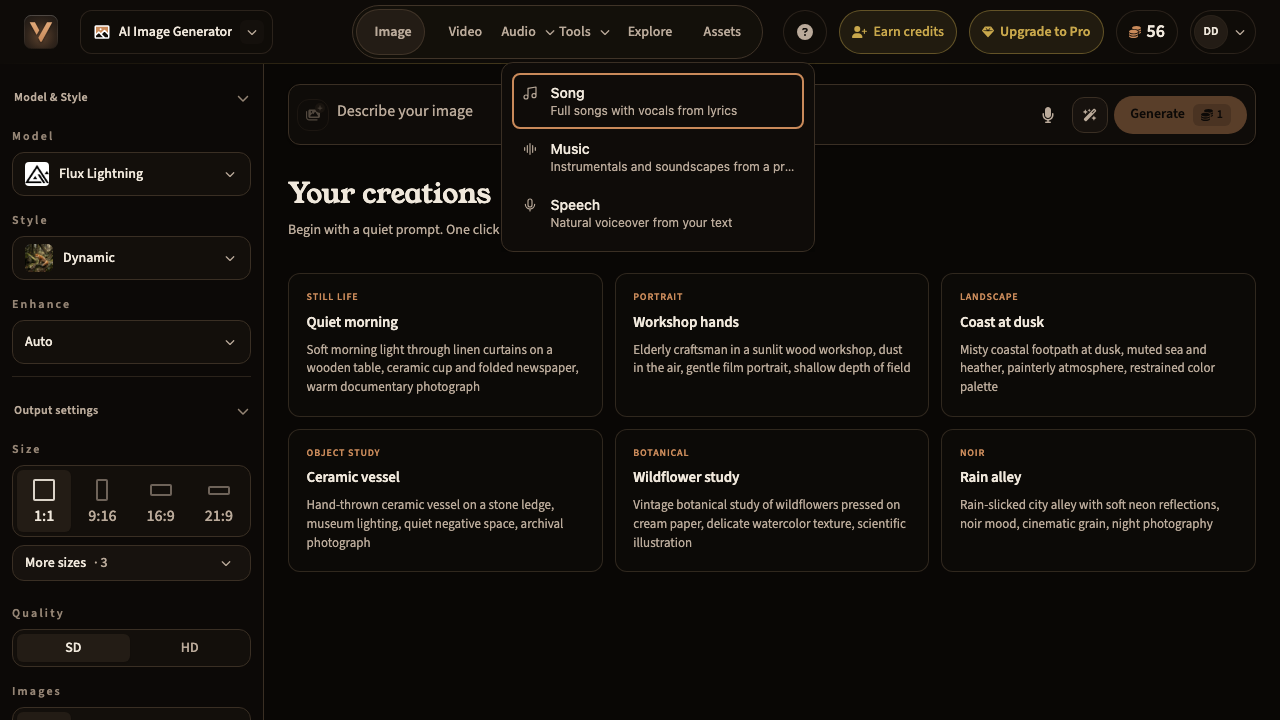 AI Image Generator
Image
Video
Audio
Tools
Explore
Assets
?
Earn credits
Upgrade to Pro
56
DD
Model & Style
Model
Flux Lightning
Style
Dynamic
Enhance
Auto
Output settings
Size
1:1
9:16
16:9
21:9
More sizes · 3
Quality
SD
HD
Images
Describe your image
Generate
1
Song
Full songs with vocals from lyrics
Music
Instrumentals and soundscapes from a pr...
Speech
Natural voiceover from your text
Your creations
Begin with a quiet prompt. One click
STILL LIFE
Quiet morning
Soft morning light through linen curtains on a
wooden table, ceramic cup and folded newspaper,
warm documentary photograph
PORTRAIT
Workshop hands
Elderly craftsman in a sunlit wood workshop, dust
in the air, gentle film portrait, shallow depth of field
LANDSCAPE
Coast at dusk
Misty coastal footpath at dusk, muted sea and
heather, painterly atmosphere, restrained color
palette
OBJECT STUDY
Ceramic vessel
Hand-thrown ceramic vessel on a stone ledge,
museum lighting, quiet negative space, archival
photograph
BOTANICAL
Wildflower study
Vintage botanical study of wildflowers pressed on
cream paper, delicate watercolor texture, scientific
illustration
NOIR
Rain alley
Rain-slicked city alley with soft neon reflections,
noir mood, cinematic grain, night photography